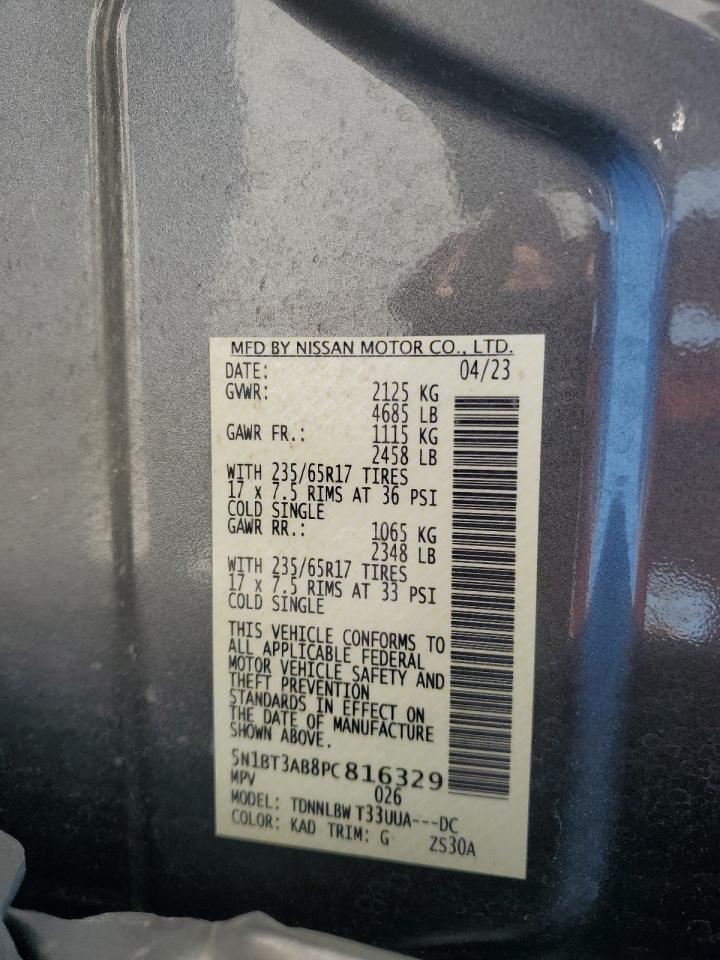 MFD BY NISSAN MOTOR CO., LTD.
DATE: 04/23
GVWR: 2125 KG
4685 LB
GAWR FR.: 1115 KG
2458 LB
WITH 235/65R17 TIRES
17 x 7.5 RIMS AT 36 PSI
COLD SINGLE
GAWR RR.: 1065 KG
2348 LB
WITH 235/65R17 TIRES
17 x 7.5 RIMS AT 33 PSI
COLD SINGLE
THIS VEHICLE CONFORMS TO
ALL APPLICABLE FEDERAL
MOTOR VEHICLE SAFETY AND
THEFT PREVENTION
STANDARDS IN EFFECT ON
THE DATE OF MANUFACTURE
SHOWN ABOVE.
5N1BT3AB8PC816329
MPV 026
MODEL: TDNNLBW T33UUA---DC
COLOR: KAD TRIM: G ZS30A